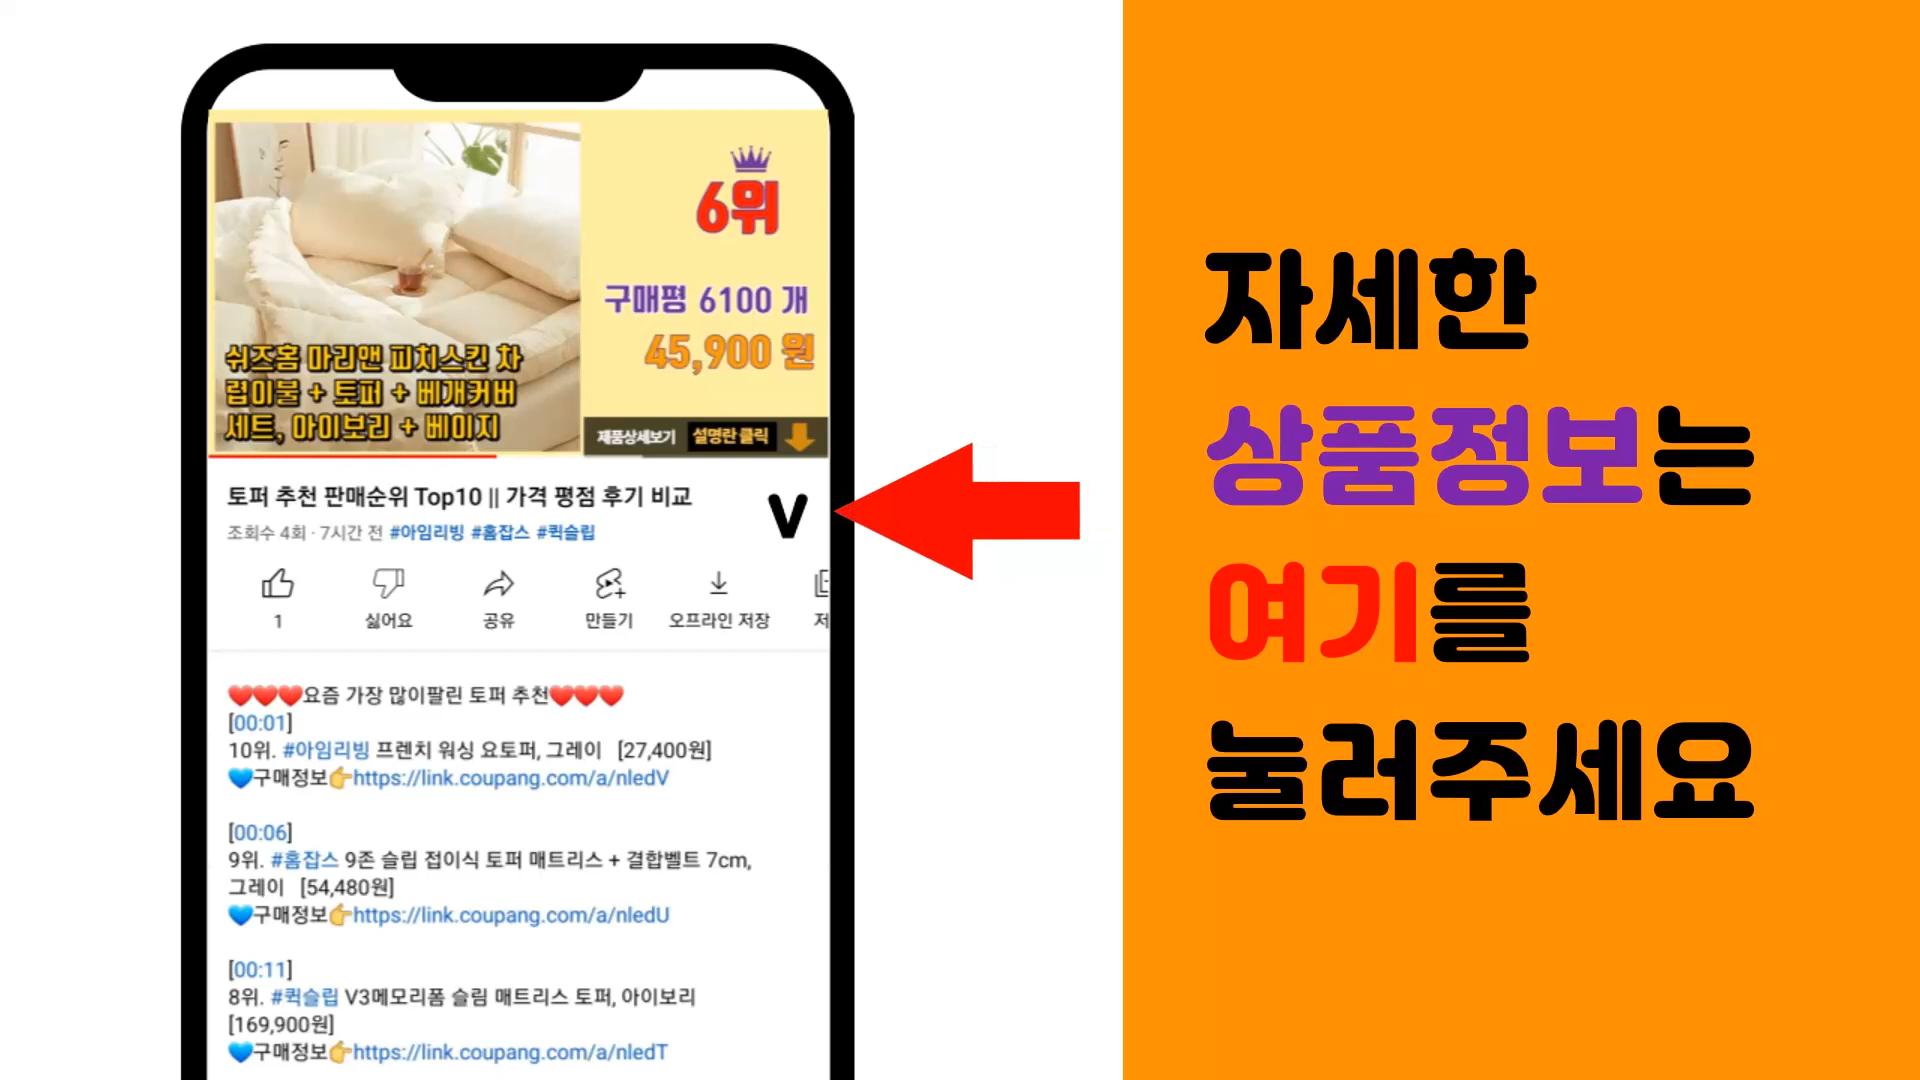 6위
구매평 6100 개
45,900 원
쉬즈홈 마리앤 피치스킨 차
렵이불 + 토퍼 + 베개커버
세트, 아이보리 + 베이지
제품상세보기 설명란 클릭
토퍼 추천 판매순위 Top10 || 가격 평점 후기 비교
조회수 4회 · 7시간 전 #아임리빙 #홈잡스 #퀵슬립
V
1 싫어요 공유 만들기 오프라인 저장 저
❤️❤️❤️요즘 가장 많이팔린 토퍼 추천❤️❤️❤️
[00:01]
10위. #아임리빙 프렌치 워싱 요토퍼, 그레이 [27,400원]
💙구매정보👉https://link.coupang.com/a/nledV
[00:06]
9위. #홈잡스 9존 슬립 접이식 토퍼 매트리스 + 결합벨트 7cm,
그레이 [54,480원]
💙구매정보👉https://link.coupang.com/a/nledU
[00:11]
8위. #퀵슬립 V3메모리폼 슬림 매트리스 토퍼, 아이보리
[169,900원]
💙구매정보👉https://link.coupang.com/a/nledT
자세한
상품정보는
여기를
눌러주세요